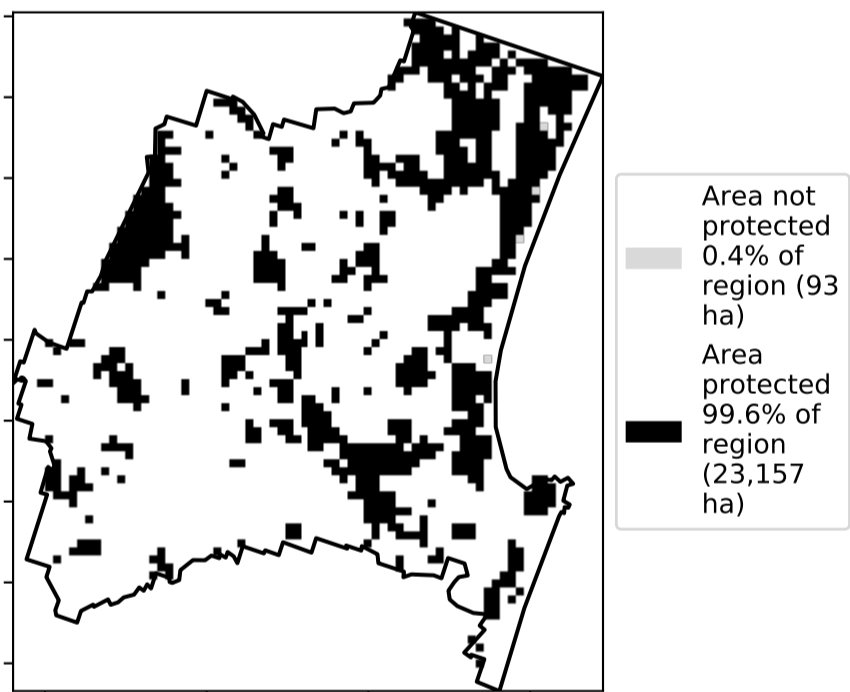 Area not
protected
0.4% of
region (93
ha)
Area
protected
99.6% of
region
(23,157
ha)